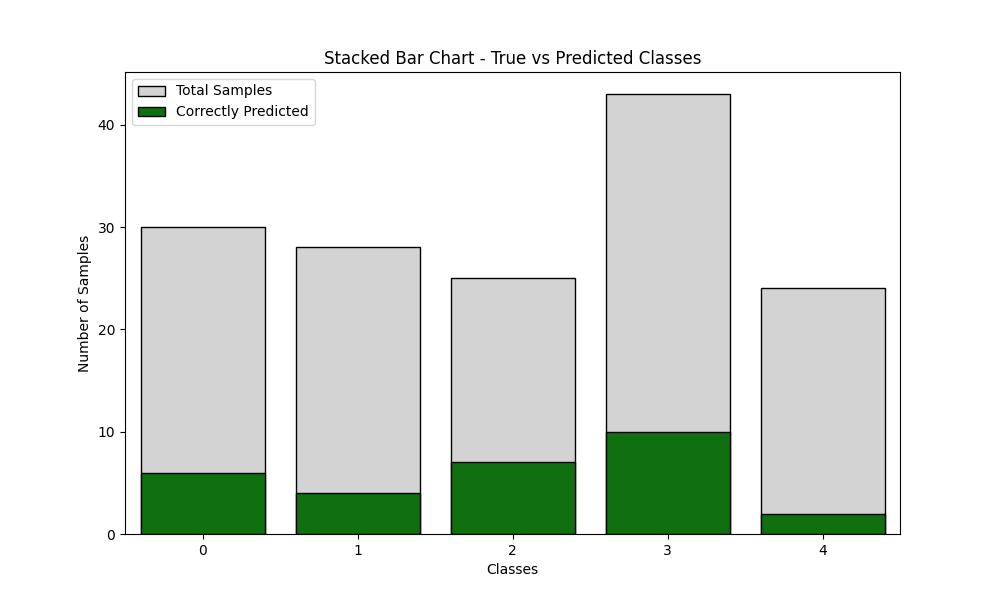 Stacked Bar Chart - True vs Predicted Classes
Total Samples
Correctly Predicted
40
30
20
10
0
Number of Samples
0 1 2 3 4
Classes